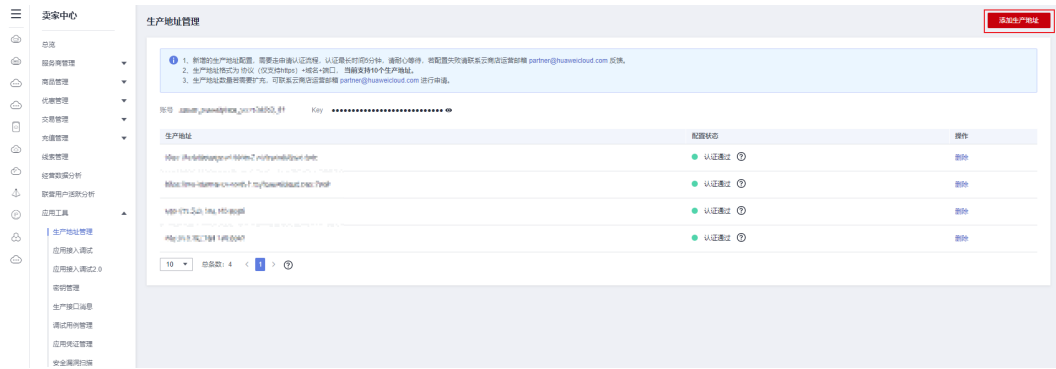 卖家中心
总览
服务商管理
商品管理
优惠管理
交易管理
充值管理
线索管理
经营数据分析
联营用户活跃分析
应用工具
生产地址管理
应用接入调试
应用接入调试2.0
密钥管理
生产接口消息
调试用例管理
应用凭证管理
安全漏洞扫描
生产地址管理
添加生产地址
1、新增的生产地址配置，需要走申请认证流程，认证最长时间5分钟，请耐心等待，若配置失败请联系云商店运营邮箱 partner@huaweicloud.com 反馈。
2、生产地址格式为 协议（仅支持https）+域名+端口，当前支持10个生产地址。
3、生产地址数量若需要扩充，可联系云商店运营邮箱 partner@huaweicloud.com 进行申请。
账号 Key ••••••••••••••••••••••••••••
生产地址 配置状态 操作
认证通过 删除
认证通过 删除
认证通过 删除
认证通过 删除
10 总条数: 4 < 1 >